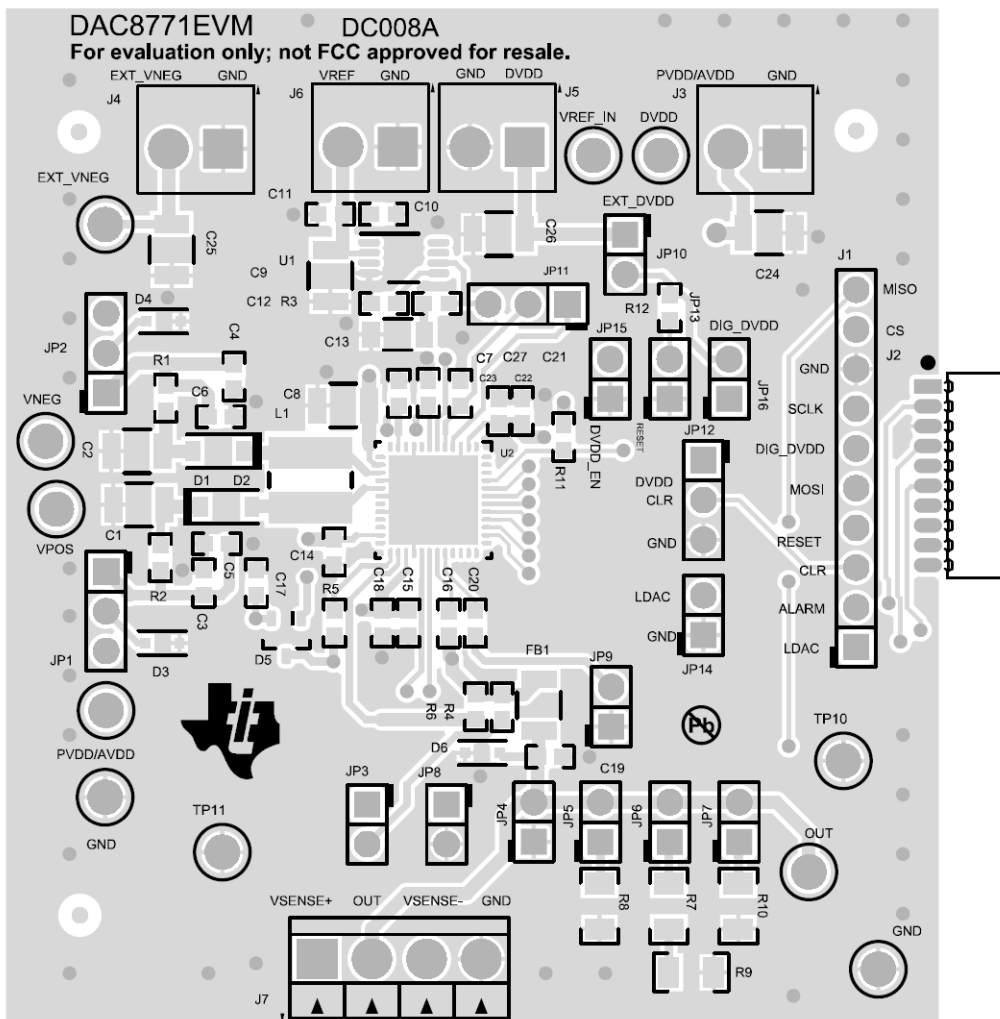 DAC8771EVM DC008A
For evaluation only; not FCC approved for resale.
EXT_VNEG GND
J4
VREF GND
J6
GND DVDD
J5
VREF_IN
DVDD
PVDD/AVDD GND
J3
EXT_VNEG
C11
C10
EXT_DVDD
C25
U1
C26
C9
JP10
C24
J1
C12 R3
JP11
R12
JP13
MISO
D4
JP2
C4
C13
JP15
DIG_DVDD
CS
J2
R1
C7 C27 C21
GND
VNEG
C6
C8
C23 C22
JP16
SCLK
L1
C2
U2
R11
DVDD_EN
RESET
JP12
DIG_DVDD
D1 D2
DVDD
CLR
MOSI
C1
VPOS
GND
RESET
C14
R2
C5
C17
R5
C18
C15
C16
C20
CLR
C3
LDAC
ALARM
JP1
D3
D5
GND
JP14
LDAC
FB1
JP9
R6
R4
Pb
TP10
PVDD/AVDD
D6
GND
TP11
JP3
JP8
C19
JP4
JP5
JP6
JP7
OUT
R8
R7
R10
VSENSE+ OUT VSENSE- GND
GND
R9
J7